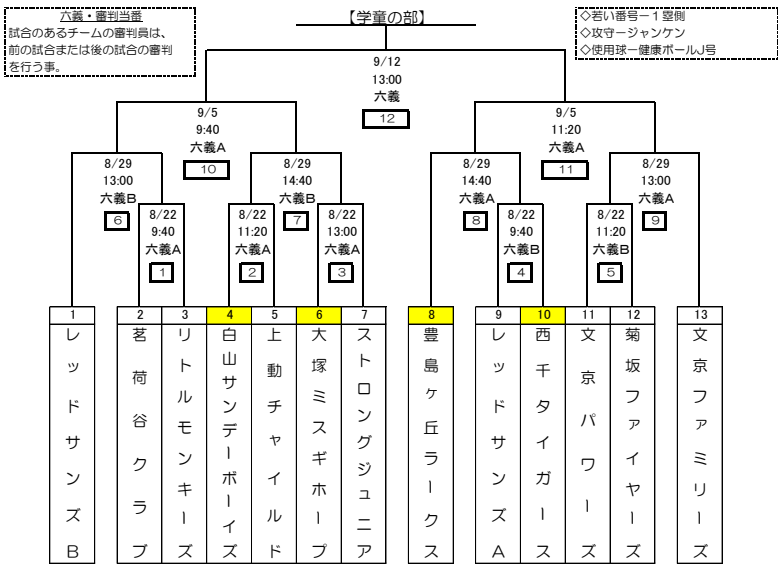 六義・審判当番
試合のあるチームの審判員は、
前の試合または後の試合の審判
を行う事。
【学童の部】
◇若い番号－１塁側
◇攻守－ジャンケン
◇使用球－健康ボールJ号
9/12
13:00
六義
12
9/5
9:40
六義A
10
9/5
11:20
六義A
11
8/29
13:00
六義B
6
8/29
14:40
六義B
7
8/29
14:40
六義A
8
8/29
13:00
六義A
9
8/22
9:40
六義A
1
8/22
11:20
六義A
2
8/22
13:00
六義A
3
8/22
9:40
六義B
4
8/22
11:20
六義B
5
1
レッドサンズB
2
茗荷谷クラブ
3
リトルモンキーズ
4
白山サンデーボーイズ
5
上動チャイルド
6
大塚ミスギホープ
7
ストロングジュニア
8
豊島ヶ丘ラークス
9
レッドサンズA
10
西千タイガース
11
文京パワーズ
12
菊坂ファイヤーズ
13
文京ファミリーズ